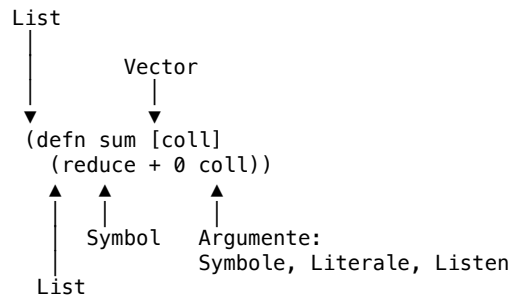 List
Vector
(defn sum [coll]
(reduce + 0 coll))
Symbol Argumente:
Symbole, Literale, Listen
List